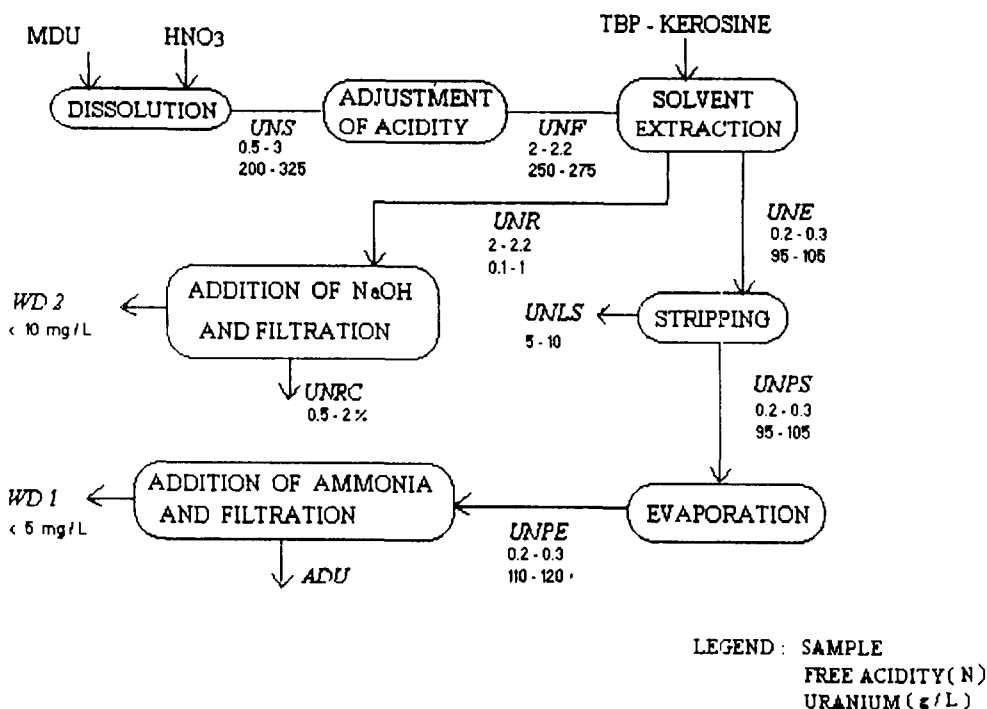 MDU
HNO3
TBP - KEROSINE
DISSOLUTION
UNS
0.5 - 3
200 - 325
ADJUSTMENT
OF ACIDITY
UNF
2 - 2.2
250 - 275
SOLVENT
EXTRACTION
UNR
2 - 2.2
0.1 - 1
UNE
0.2 - 0.3
95 - 105
WD 2
< 10 mg/L
ADDITION OF NaOH
AND FILTRATION
UNLS
5 - 10
STRIPPING
UNRC
0.5 - 2 %
UNPS
0.2 - 0.3
95 - 105
WD 1
< 5 mg/L
ADDITION OF AMMONIA
AND FILTRATION
UNPE
0.2 - 0.3
110 - 120
EVAPORATION
ADU
LEGEND : SAMPLE
FREE ACIDITY(N)
URANIUM(g/L)